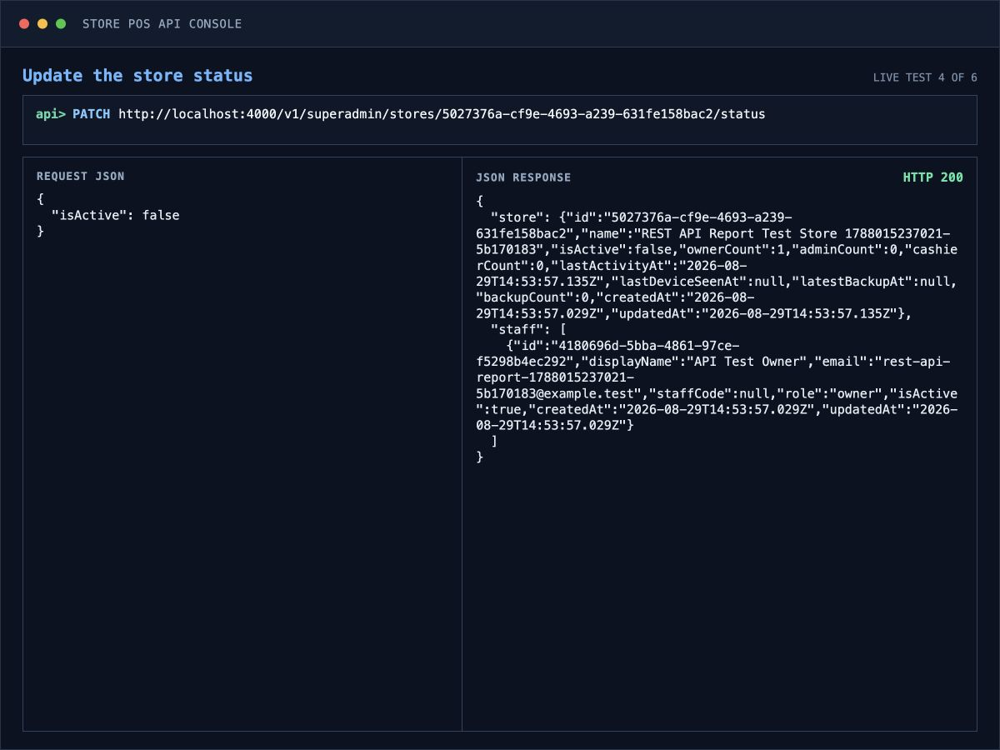 STORE POS API CONSOLE
Update the store status
LIVE TEST 4 OF 6
api> PATCH http://localhost:4000/v1/superadmin/stores/5027376a-cf9e-4693-a239-631fe158bac2/status
REQUEST JSON
{
  "isActive": false
}
JSON RESPONSE
HTTP 200
{
  "store": {"id":"5027376a-cf9e-4693-a239-
631fe158bac2","name":"REST API Report Test Store 1788015237021-
5b170183","isActive":false,"ownerCount":1,"adminCount":0,"cashie
rCount":0,"lastActivityAt":"2026-08-
29T14:53:57.135Z","lastDeviceSeenAt":null,"latestBackupAt":null,
"backupCount":0,"createdAt":"2026-08-
29T14:53:57.029Z","updatedAt":"2026-08-29T14:53:57.135Z"},
  "staff": [
    {"id":"4180696d-5bba-4861-97ce-
f5298b4ec292","displayName":"API Test Owner","email":"rest-api-
report-1788015237021-
5b170183@example.test","staffCode":null,"role":"owner","isActive
":true,"createdAt":"2026-08-29T14:53:57.029Z","updatedAt":"2026-
08-29T14:53:57.029Z"}
  ]
}